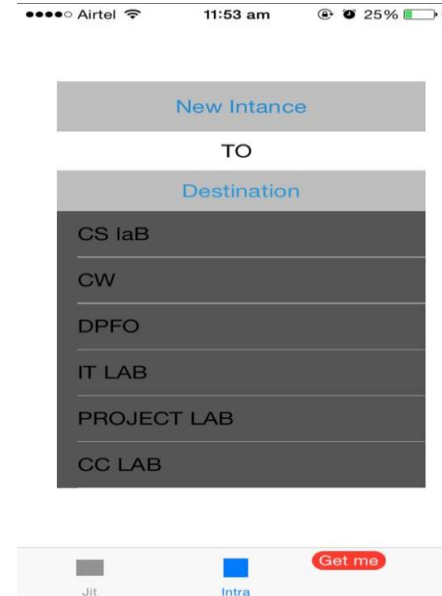 Airtel 11:53 am 25%
New Intance
TO
Destination
CS laB
CW
DPFO
IT LAB
PROJECT LAB
CC LAB
Get me
Jit Intra